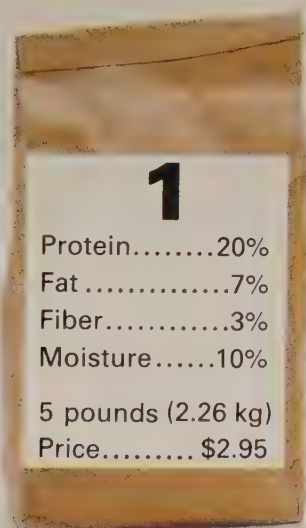 1
Protein........20%
Fat ..............7%
Fiber............3%
Moisture......10%
5 pounds (2.26 kg)
Price......... $2.95